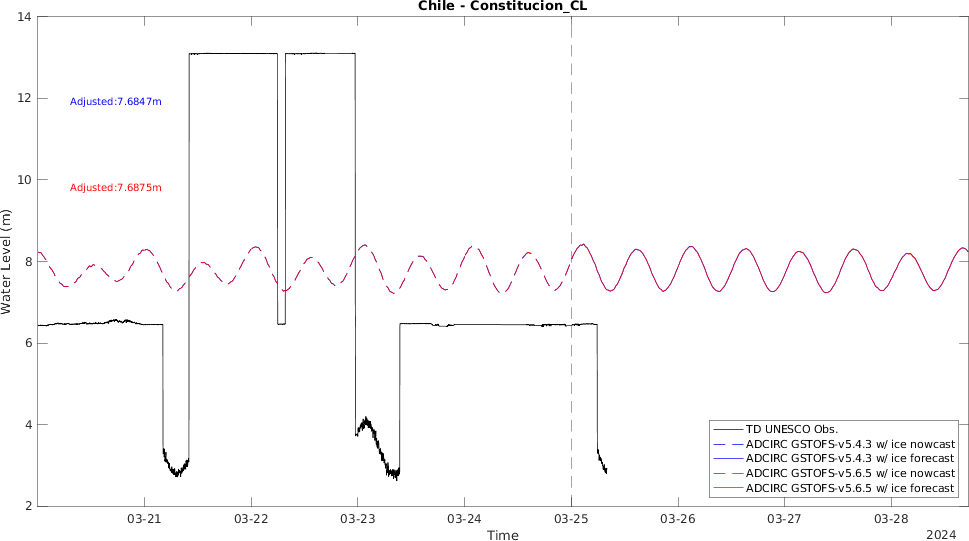 Chile - Constitucion_CL
14
12
10
8
6
4
2
Water Level (m)
Adjusted:7.6847m
Adjusted:7.6875m
TD UNESCO Obs.
ADCIRC GSTOFS-v5.4.3 w/ ice nowcast
ADCIRC GSTOFS-v5.4.3 w/ ice forecast
ADCIRC GSTOFS-v5.6.5 w/ ice nowcast
ADCIRC GSTOFS-v5.6.5 w/ ice forecast
03-21 03-22 03-23 03-24 03-25 03-26 03-27 03-28
Time
2024